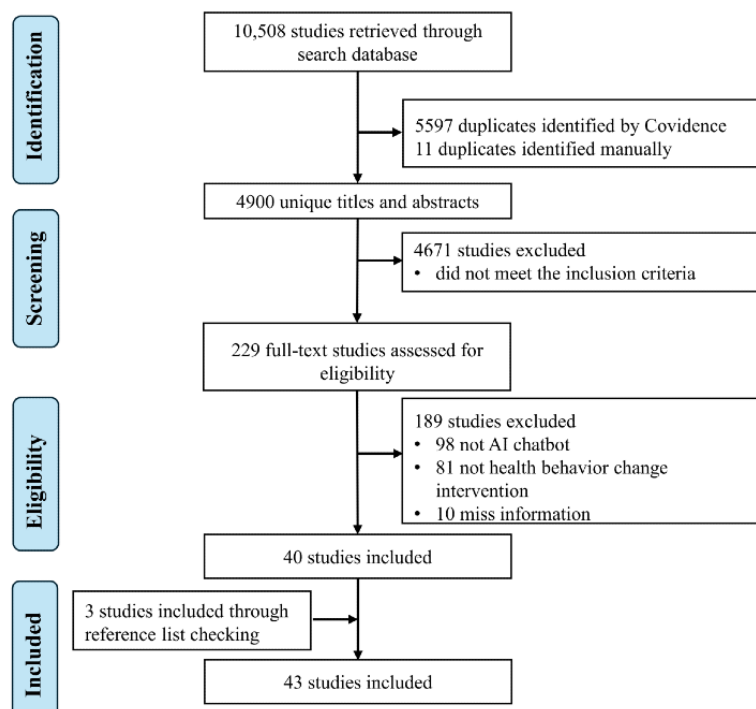 Identification
10,508 studies retrieved through
search database
5597 duplicates identified by Covidence
11 duplicates identified manually
4900 unique titles and abstracts
Screening
4671 studies excluded
• did not meet the inclusion criteria
229 full-text studies assessed for
eligibility
Eligibility
189 studies excluded
• 98 not AI chatbot
• 81 not health behavior change
intervention
• 10 miss information
40 studies included
Included
3 studies included through
reference list checking
43 studies included